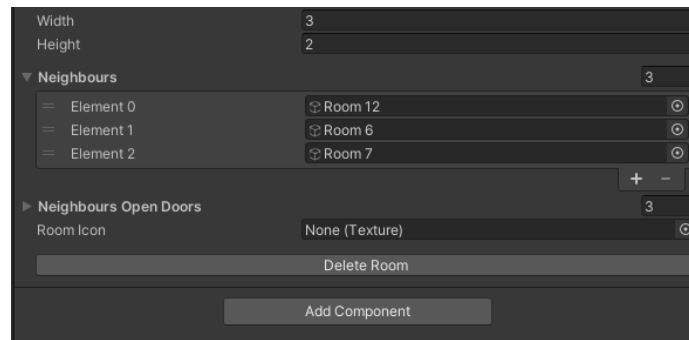 Width 3
Height 2
Neighbours 3
Element 0 Room 12
Element 1 Room 6
Element 2 Room 7
+ −
Neighbours Open Doors 3
Room Icon None (Texture)
Delete Room
Add Component